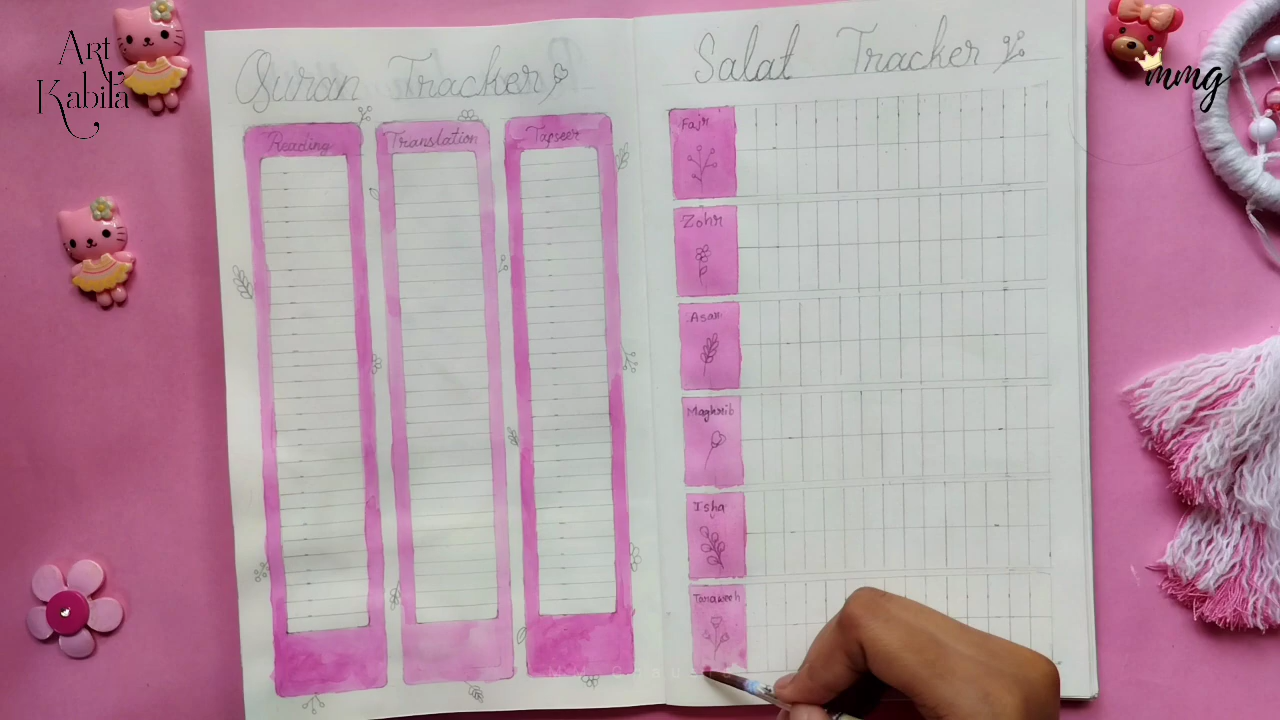 Art
Kabila
mmg
Quran Tracker
Reading
Translation
Tafseer
Salat Tracker
Fajr
Zohr
Asar
Maghrib
Isha
Taraweeh